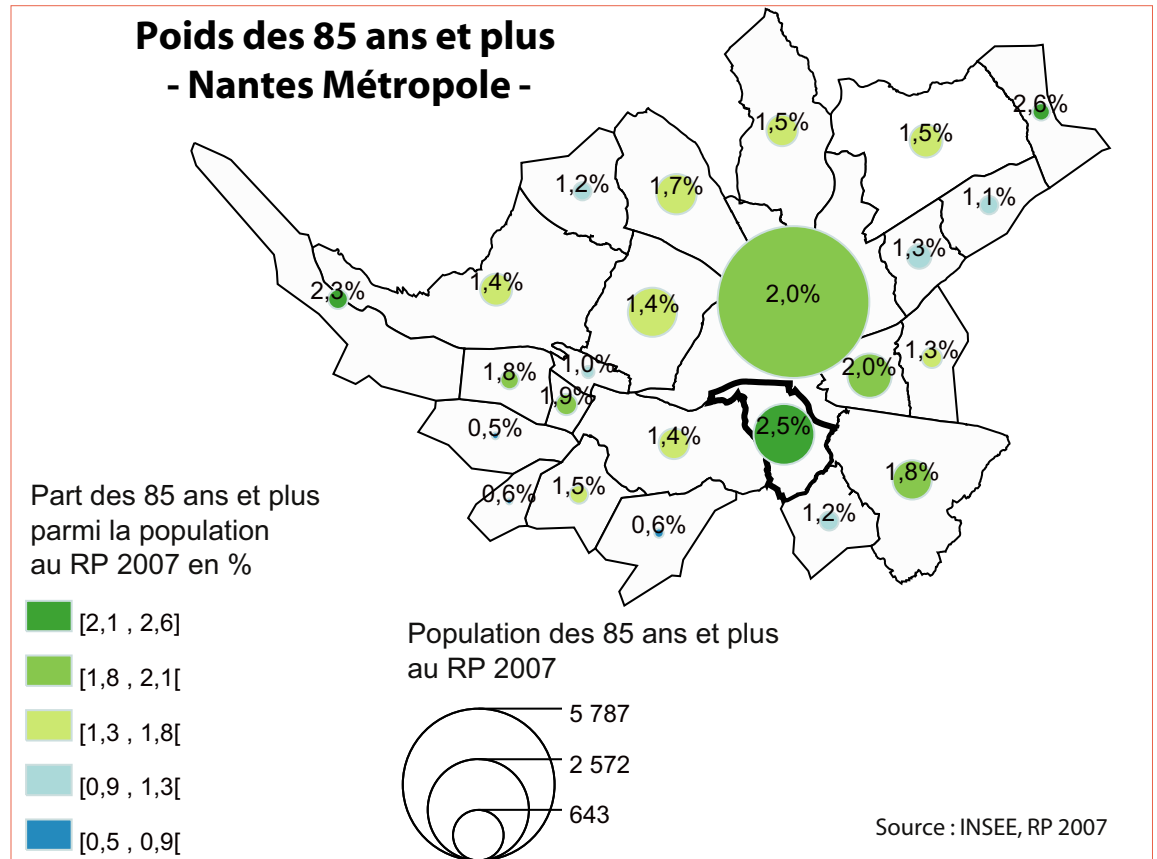 Poids des 85 ans et plus
- Nantes Métropole -
2,6%
1,5%
1,5%
1,2%
1,7%
1,1%
1,3%
2,3%
1,4%
1,4%
2,0%
1,3%
1,8%
1,0%
2,0%
1,9%
0,5%
1,4%
2,5%
1,8%
0,6%
1,5%
0,6%
1,2%
Part des 85 ans et plus
parmi la population
au RP 2007 en %
[2,1 , 2,6]
[1,8 , 2,1[
[1,3 , 1,8[
[0,9 , 1,3[
[0,5 , 0,9[
Population des 85 ans et plus
au RP 2007
5 787
2 572
643
Source : INSEE, RP 2007